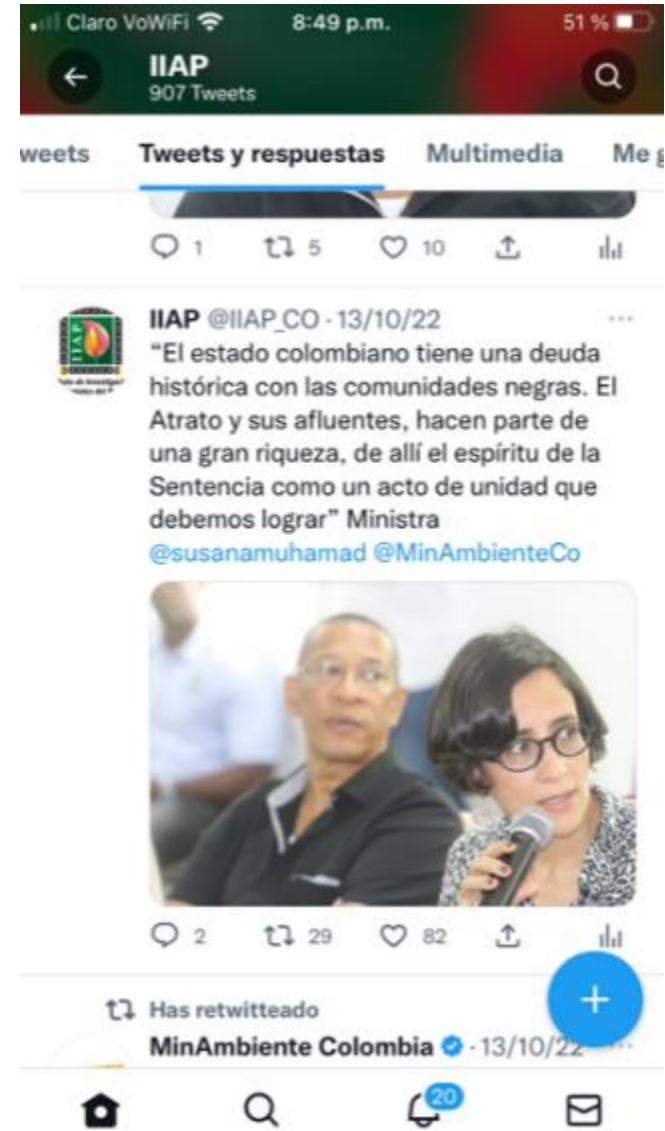 Claro VoWiFi 8:49 p.m. 51 %
IIAP
907 Tweets
weets Tweets y respuestas Multimedia Me g
1 5 10
IIAP @IIAP_CO · 13/10/22
“El estado colombiano tiene una deuda
histórica con las comunidades negras. El
Atrato y sus afluentes, hacen parte de
una gran riqueza, de allí el espíritu de la
Sentencia como un acto de unidad que
debemos lograr” Ministra
@susanamuhamad @MinAmbienteCo
IIAP
2 29 82
Has retwitteado
MinAmbiente Colombia · 13/10/22
20